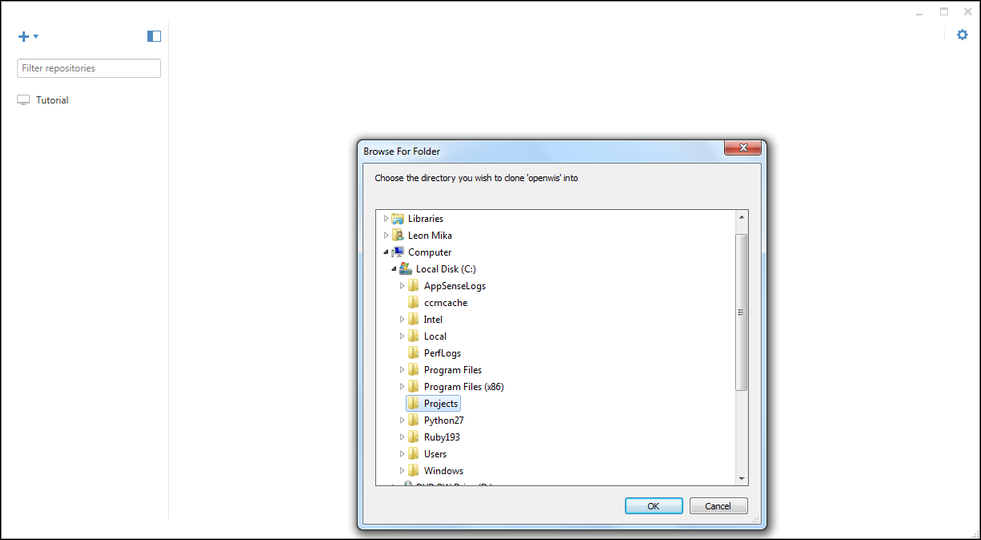 Filter repositories
Tutorial
Browse For Folder
Choose the directory you wish to clone 'openwis' into
Libraries
Leon Mika
Computer
Local Disk (C:)
AppSenseLogs
ccmcache
Intel
Local
PerfLogs
Program Files
Program Files (x86)
Projects
Python27
Ruby193
Users
Windows
OK
Cancel